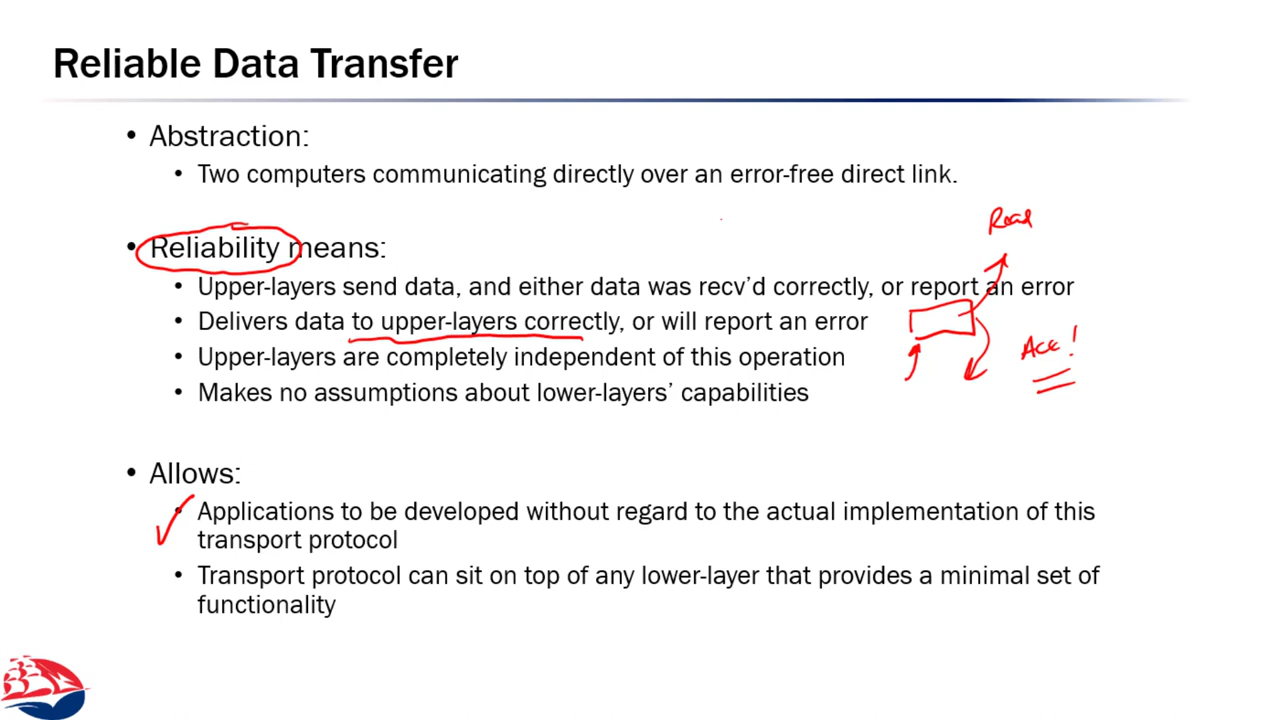 Reliable Data Transfer
• Abstraction:
• Two computers communicating directly over an error-free direct link.
• Reliability means:
• Upper-layers send data, and either data was recv’d correctly, or report an error
• Delivers data to upper-layers correctly, or will report an error
• Upper-layers are completely independent of this operation
• Makes no assumptions about lower-layers’ capabilities
Read
Ack!
• Allows:
• Applications to be developed without regard to the actual implementation of this
transport protocol
• Transport protocol can sit on top of any lower-layer that provides a minimal set of
functionality